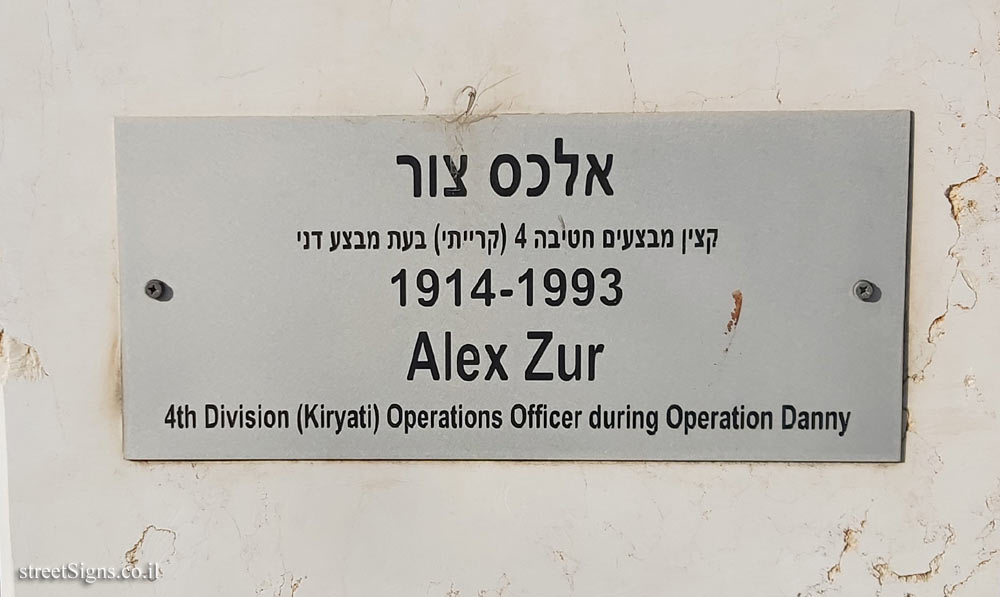 אלכס צור
קצין מבצעים חטיבה 4 (קרייתי) בעת מבצע דני
1914-1993
Alex Zur
4th Division (Kiryati) Operations Officer during Operation Danny
streetSigns.co.il